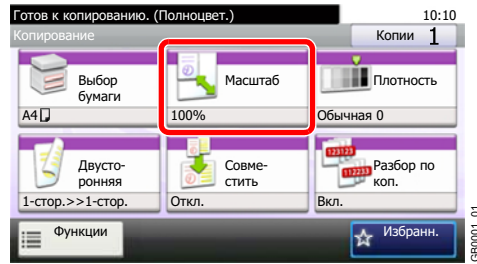 Готов к копированию. (Полноцвет.)
10:10
Копирование
Копии 1
Выбор
бумаги
A4
Масштаб
100%
Плотность
Обычная 0
Двусто-
ронняя
1-стор.>>1-стор.
Совме-
стить
Откл.
123123
112233
Разбор по
коп.
Вкл.
Функции
Избранн.
GB0001_01